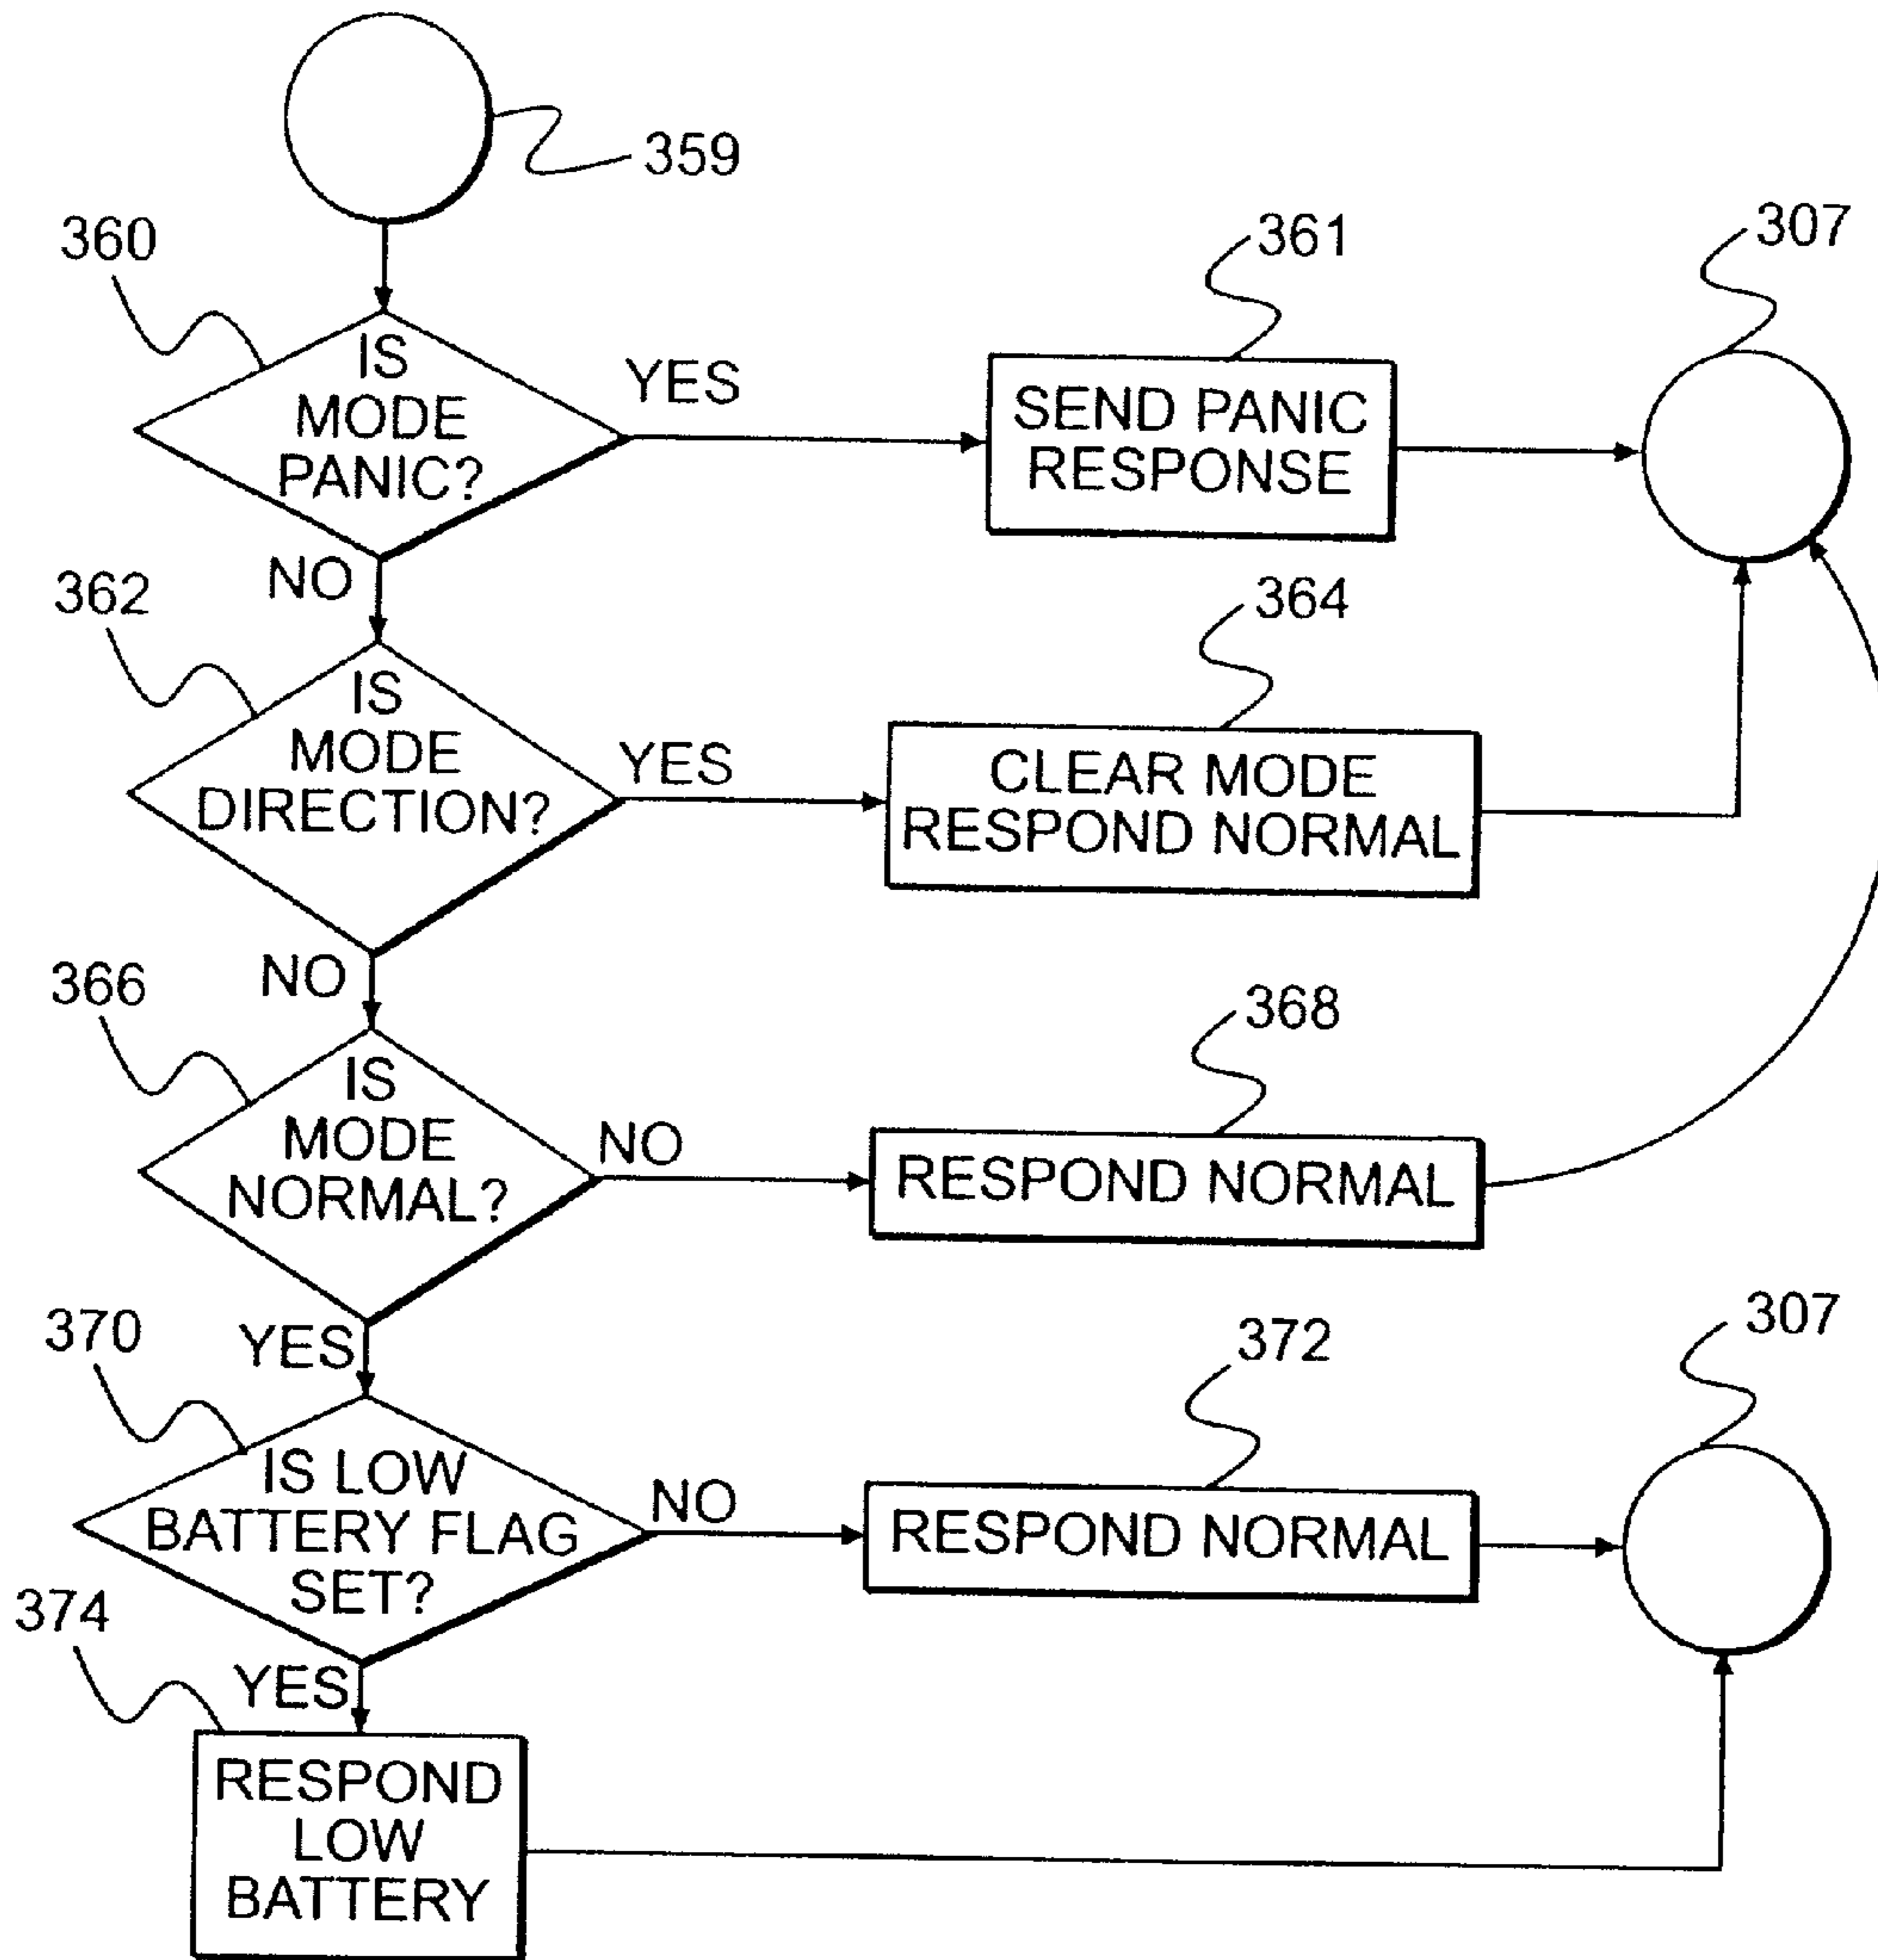 359
360
361
307
IS
MODE
PANIC?
YES
SEND PANIC
RESPONSE
NO
362
364
IS
MODE
DIRECTION?
YES
CLEAR MODE
RESPOND NORMAL
NO
366
368
IS
MODE
NORMAL?
NO
RESPOND NORMAL
YES
370
372
307
IS LOW
BATTERY FLAG
SET?
NO
RESPOND NORMAL
374
YES
RESPOND
LOW
BATTERY